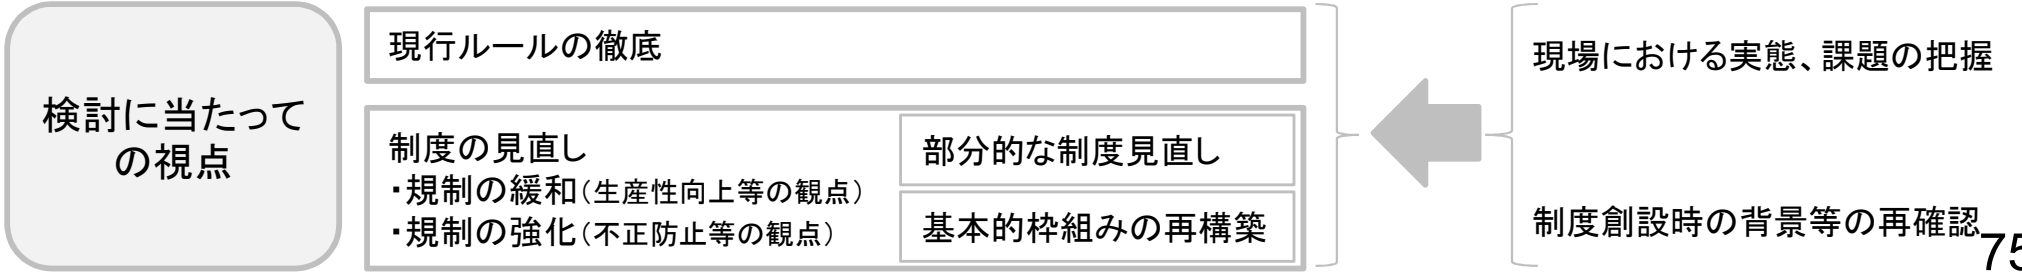 検討に当たって
の視点
現行ルールの徹底
制度の見直し
・規制の緩和（生産性向上等の観点）
・規制の強化（不正防止等の観点）
部分的な制度見直し
基本的枠組みの再構築
現場における実態、課題の把握
制度創設時の背景等の再確認
75